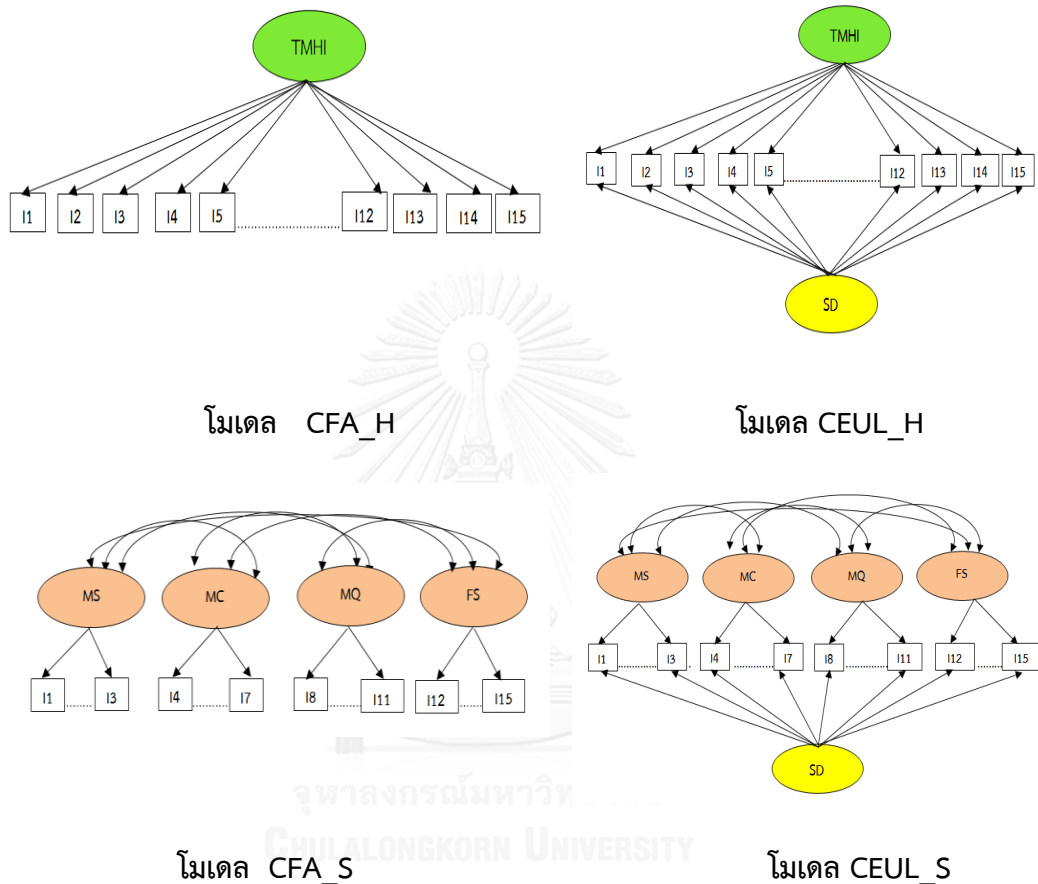 TMHI
I1 I2 I3 I4 I5 I12 I13 I14 I15
โมเดล CFA_H
TMHI
I1 I2 I3 I4 I5 I12 I13 I14 I15
SD
โมเดล CEUL_H
MS MC MQ FS
I1 I3 I4 I7 I8 I11 I12 I15
โมเดล CFA_S
MS MC MQ FS
I1 I3 I4 I7 I8 I11 I12 I15
SD
โมเดล CEUL_S
CHULALONGKORN UNIVERSITY